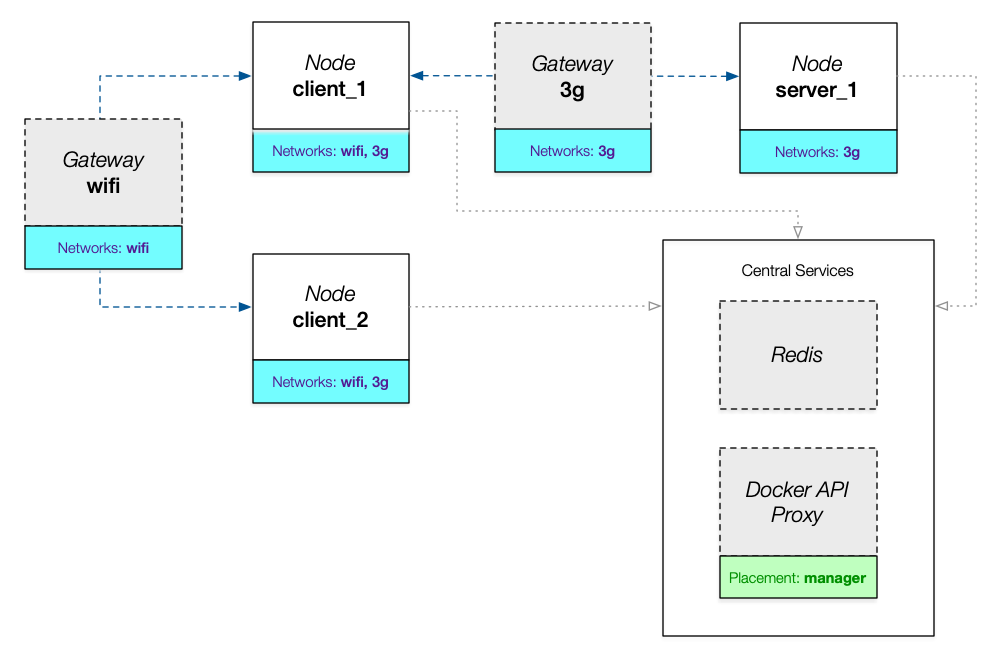 Node
client_1
Networks: wifi, 3g
Gateway
3g
Networks: 3g
Node
server_1
Networks: 3g
Gateway
wifi
Networks: wifi
Node
client_2
Networks: wifi, 3g
Central Services
Redis
Docker API
Proxy
Placement: manager